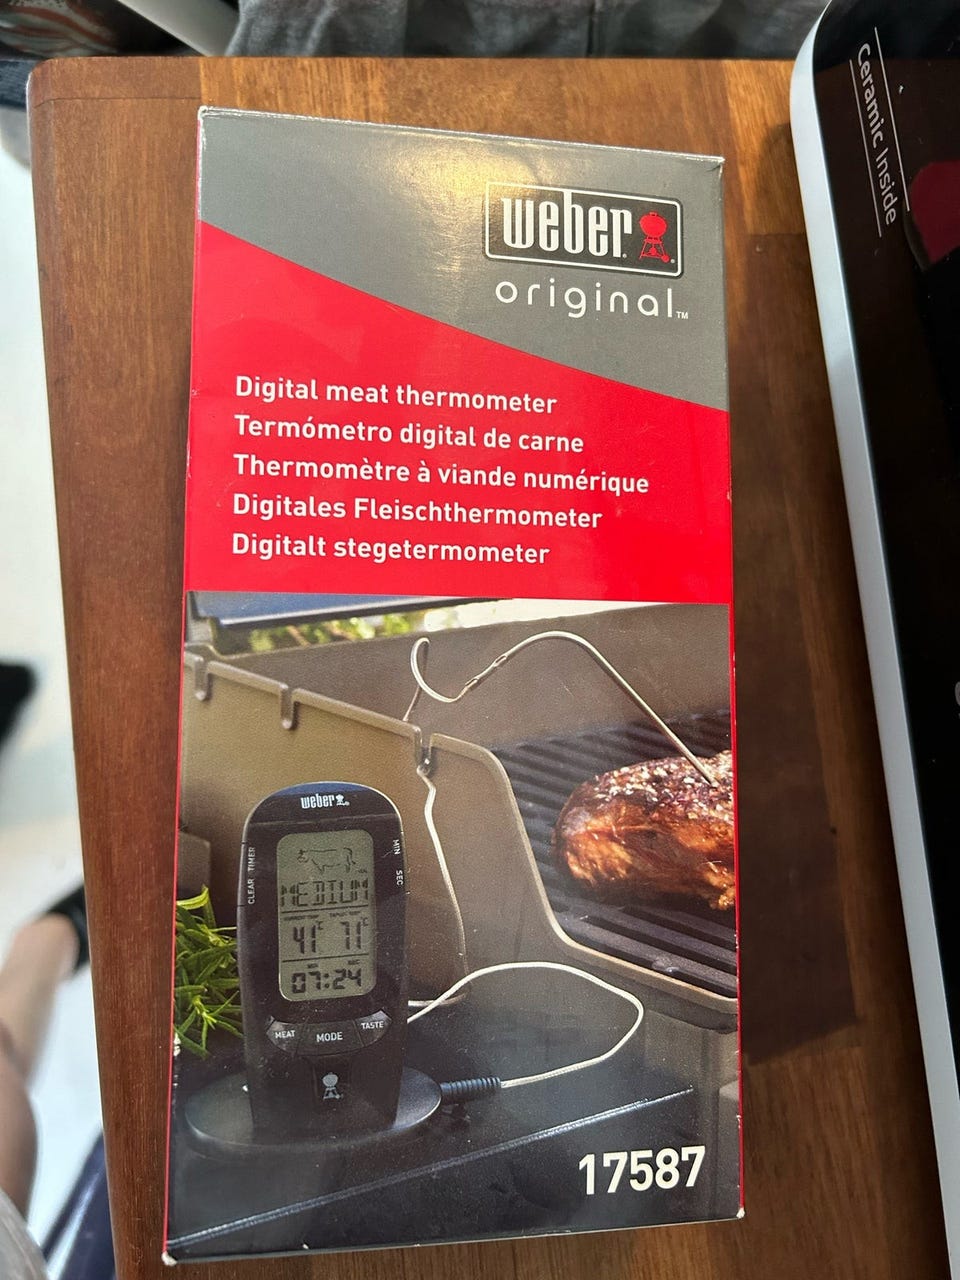 Ceramic Inside
weber
original™
Digital meat thermometer
Termómetro digital de carne
Thermomètre à viande numérique
Digitales Fleischthermometer
Digitalt stegetermometer
weber
CLEAR TIMER
MIN SEC
MEDIUM
41°C 71°C
07:24
MEAT MODE TASTE
17587